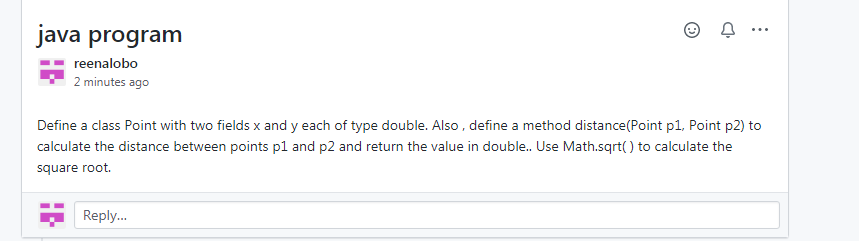 java program
reenalobo
2 minutes ago
Define a class Point with two fields x and y each of type double. Also , define a method distance(Point p1, Point p2) to
calculate the distance between points p1 and p2 and return the value in double.. Use Math.sqrt( ) to calculate the
square root.
Reply...